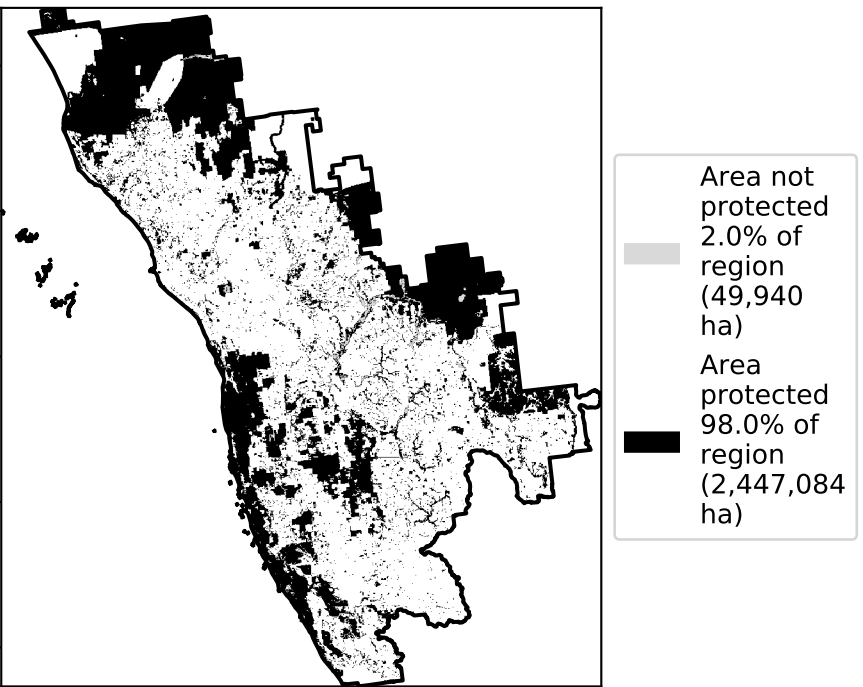 Area not
protected
2.0% of
region
(49,940
ha)
Area
protected
98.0% of
region
(2,447,084
ha)